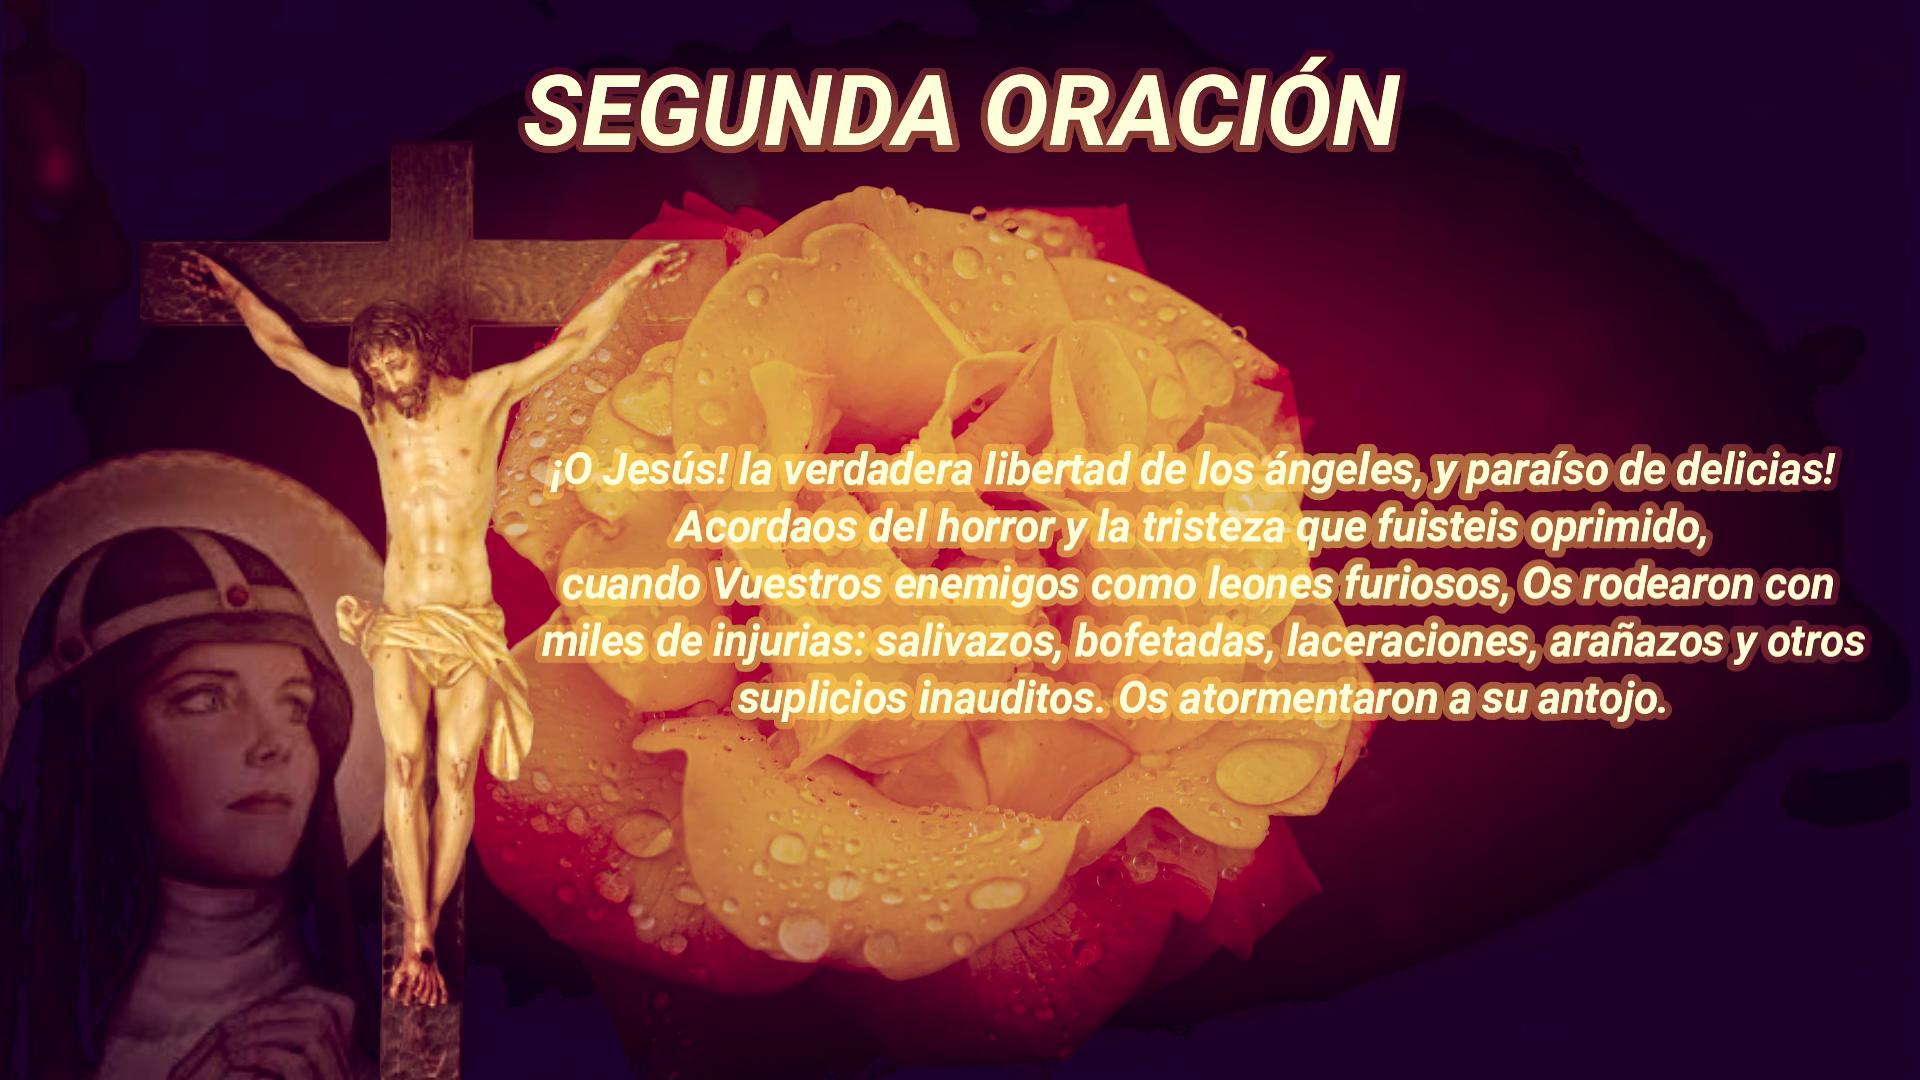 SEGUNDA ORACIÓN
¡O Jesús! la verdadera libertad de los ángeles, y paraíso de delicias!
Acordaos del horror y la tristeza que fuisteis oprimido,
cuando Vuestros enemigos como leones furiosos, Os rodearon con
miles de injurias: salivazos, bofetadas, laceraciones, arañazos y otros
suplicios inauditos. Os atormentaron a su antojo.